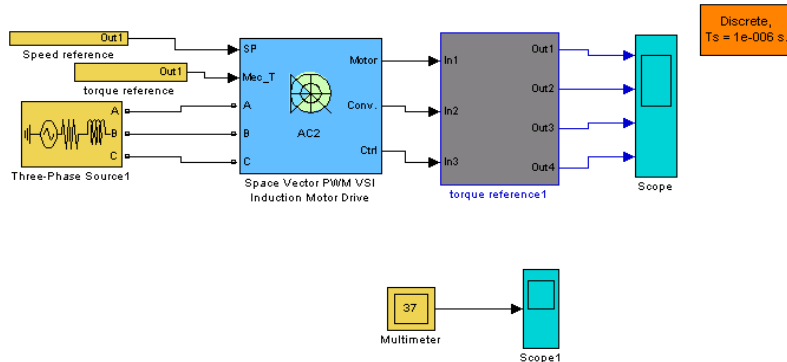 Out1
Speed reference
Out1
torque reference
A
B
C
Three-Phase Source1
SP
Mec_T
A
B
C
Motor
Conv.
Ctrl
AC2
Space Vector PWM VSI
Induction Motor Drive
In1
In2
In3
Out1
Out2
Out3
Out4
torque reference1
Scope
Discrete,
Ts = 1e-006 s.
37
Multimeter
Scope1